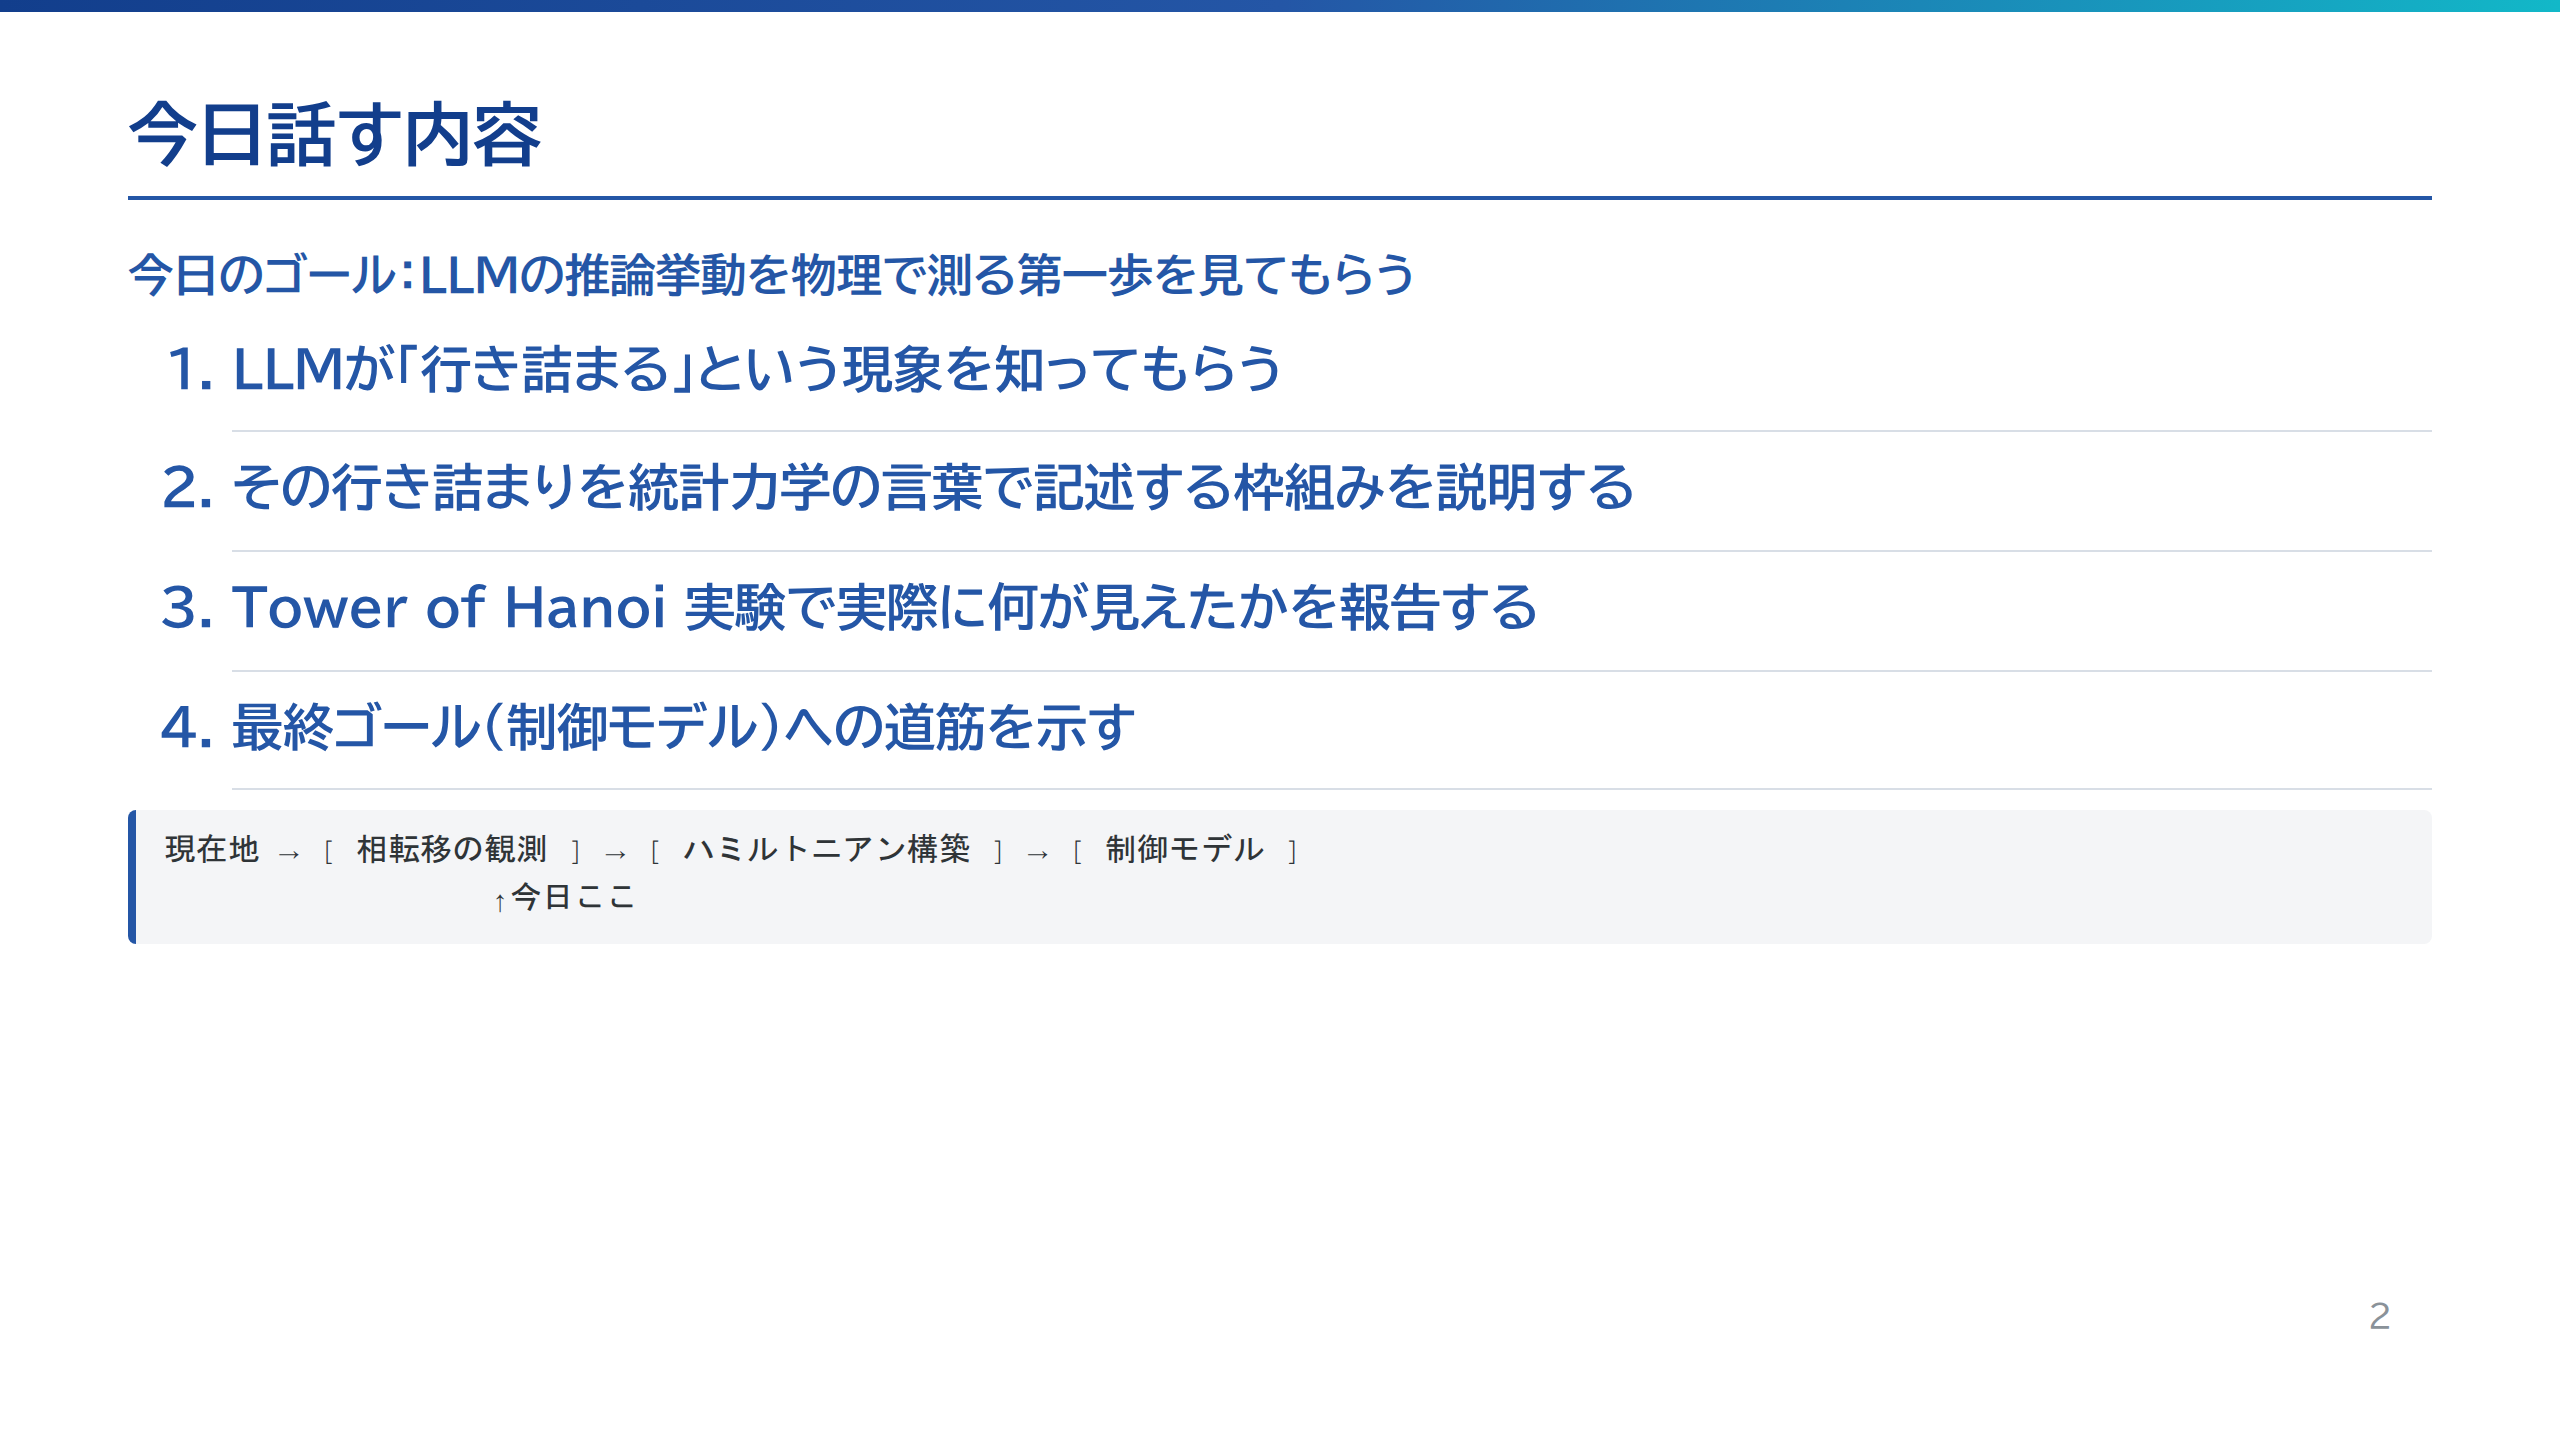 今日話す内容
今日のゴール：LLMの推論挙動を物理で測る第一歩を見てもらう
1. LLMが「行き詰まる」という現象を知ってもらう
2. その行き詰まりを統計力学の言葉で記述する枠組みを説明する
3. Tower of Hanoi 実験で実際に何が見えたかを報告する
4. 最終ゴール（制御モデル）への道筋を示す
現在地 → [ 相転移の観測 ] → [ ハミルトニアン構築 ] → [ 制御モデル ]
↑今日ここ
2